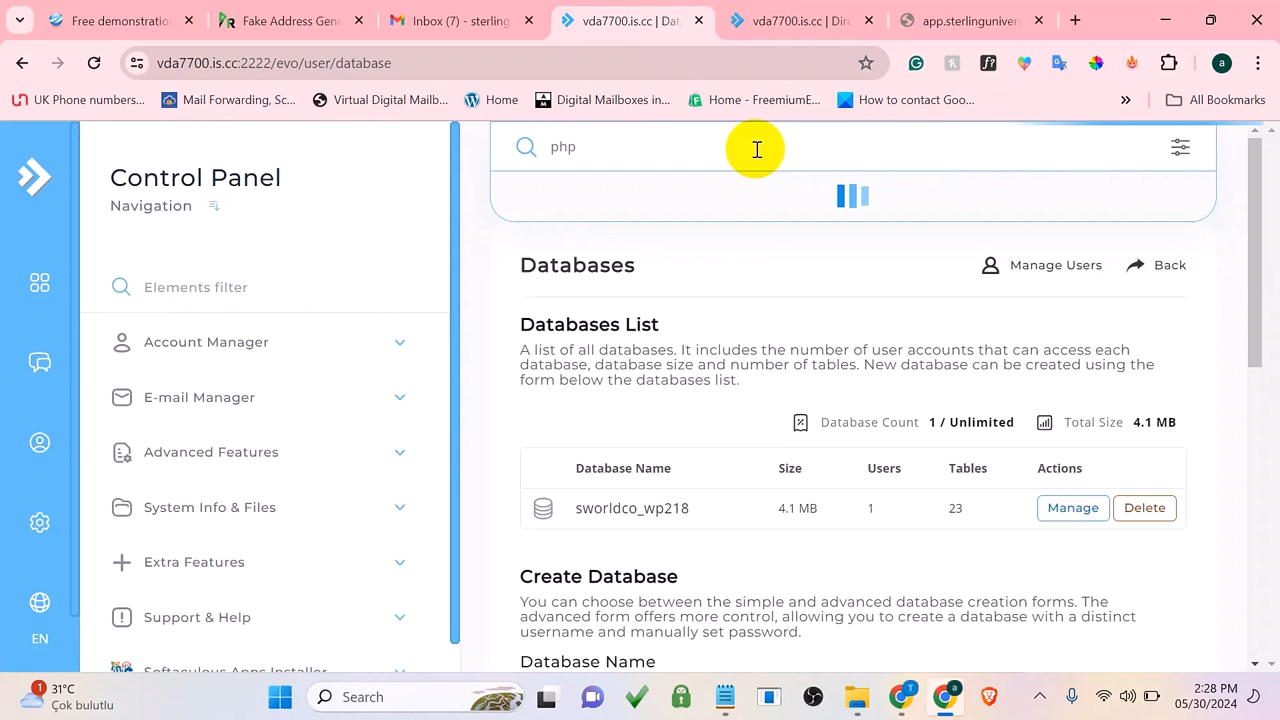 Free demonstration
Fake Address Gene
Inbox (7) - sterling
vda7700.is.cc | Dat
vda7700.is.cc | Dire
app.sterlingunivers
vda7700.is.cc:2222/evo/user/database
a
UK Phone numbers...
Mail Forwarding, Sc...
Virtual Digital Mailb...
Home
Digital Mailboxes in...
Home - FreemiumE...
How to contact Goo...
All Bookmarks
Control Panel
Navigation
Elements filter
Account Manager
E-mail Manager
Advanced Features
System Info & Files
Extra Features
Support & Help
Softaculous Apps Installer
EN
php
Databases
Manage Users
Back
Databases List
A list of all databases. It includes the number of user accounts that can access each
database, database size and number of tables. New database can be created using the
form below the databases list.
Database Count 1 / Unlimited
Total Size 4.1 MB
Database Name Size Users Tables Actions
sworldco_wp218 4.1 MB 1 23 Manage Delete
Create Database
You can choose between the simple and advanced database creation forms. The
advanced form offers more control, allowing you to create a database with a distinct
username and manually set password.
Database Name
1
31°C
Çok bulutlu
Search
T
a
2:28 PM
05/30/2024